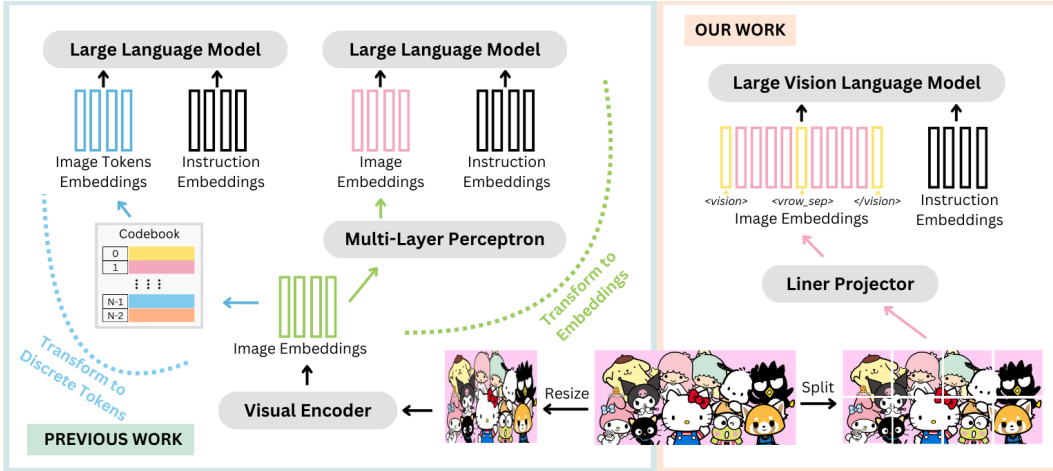 OUR WORK
Large Language Model
Large Language Model
Large Vision Language Model
Image Tokens
Embeddings
Instruction
Embeddings
Image
Embeddings
Instruction
Embeddings
<vision>
<vrow_sep>
</vision>
Image Embeddings
Instruction
Embeddings
Codebook
0
1
N-1
N-2
Multi-Layer Perceptron
Liner Projector
Transform to
Embeddings
Image Embeddings
Transform to
Discrete Tokens
Resize
Split
Visual Encoder
PREVIOUS WORK